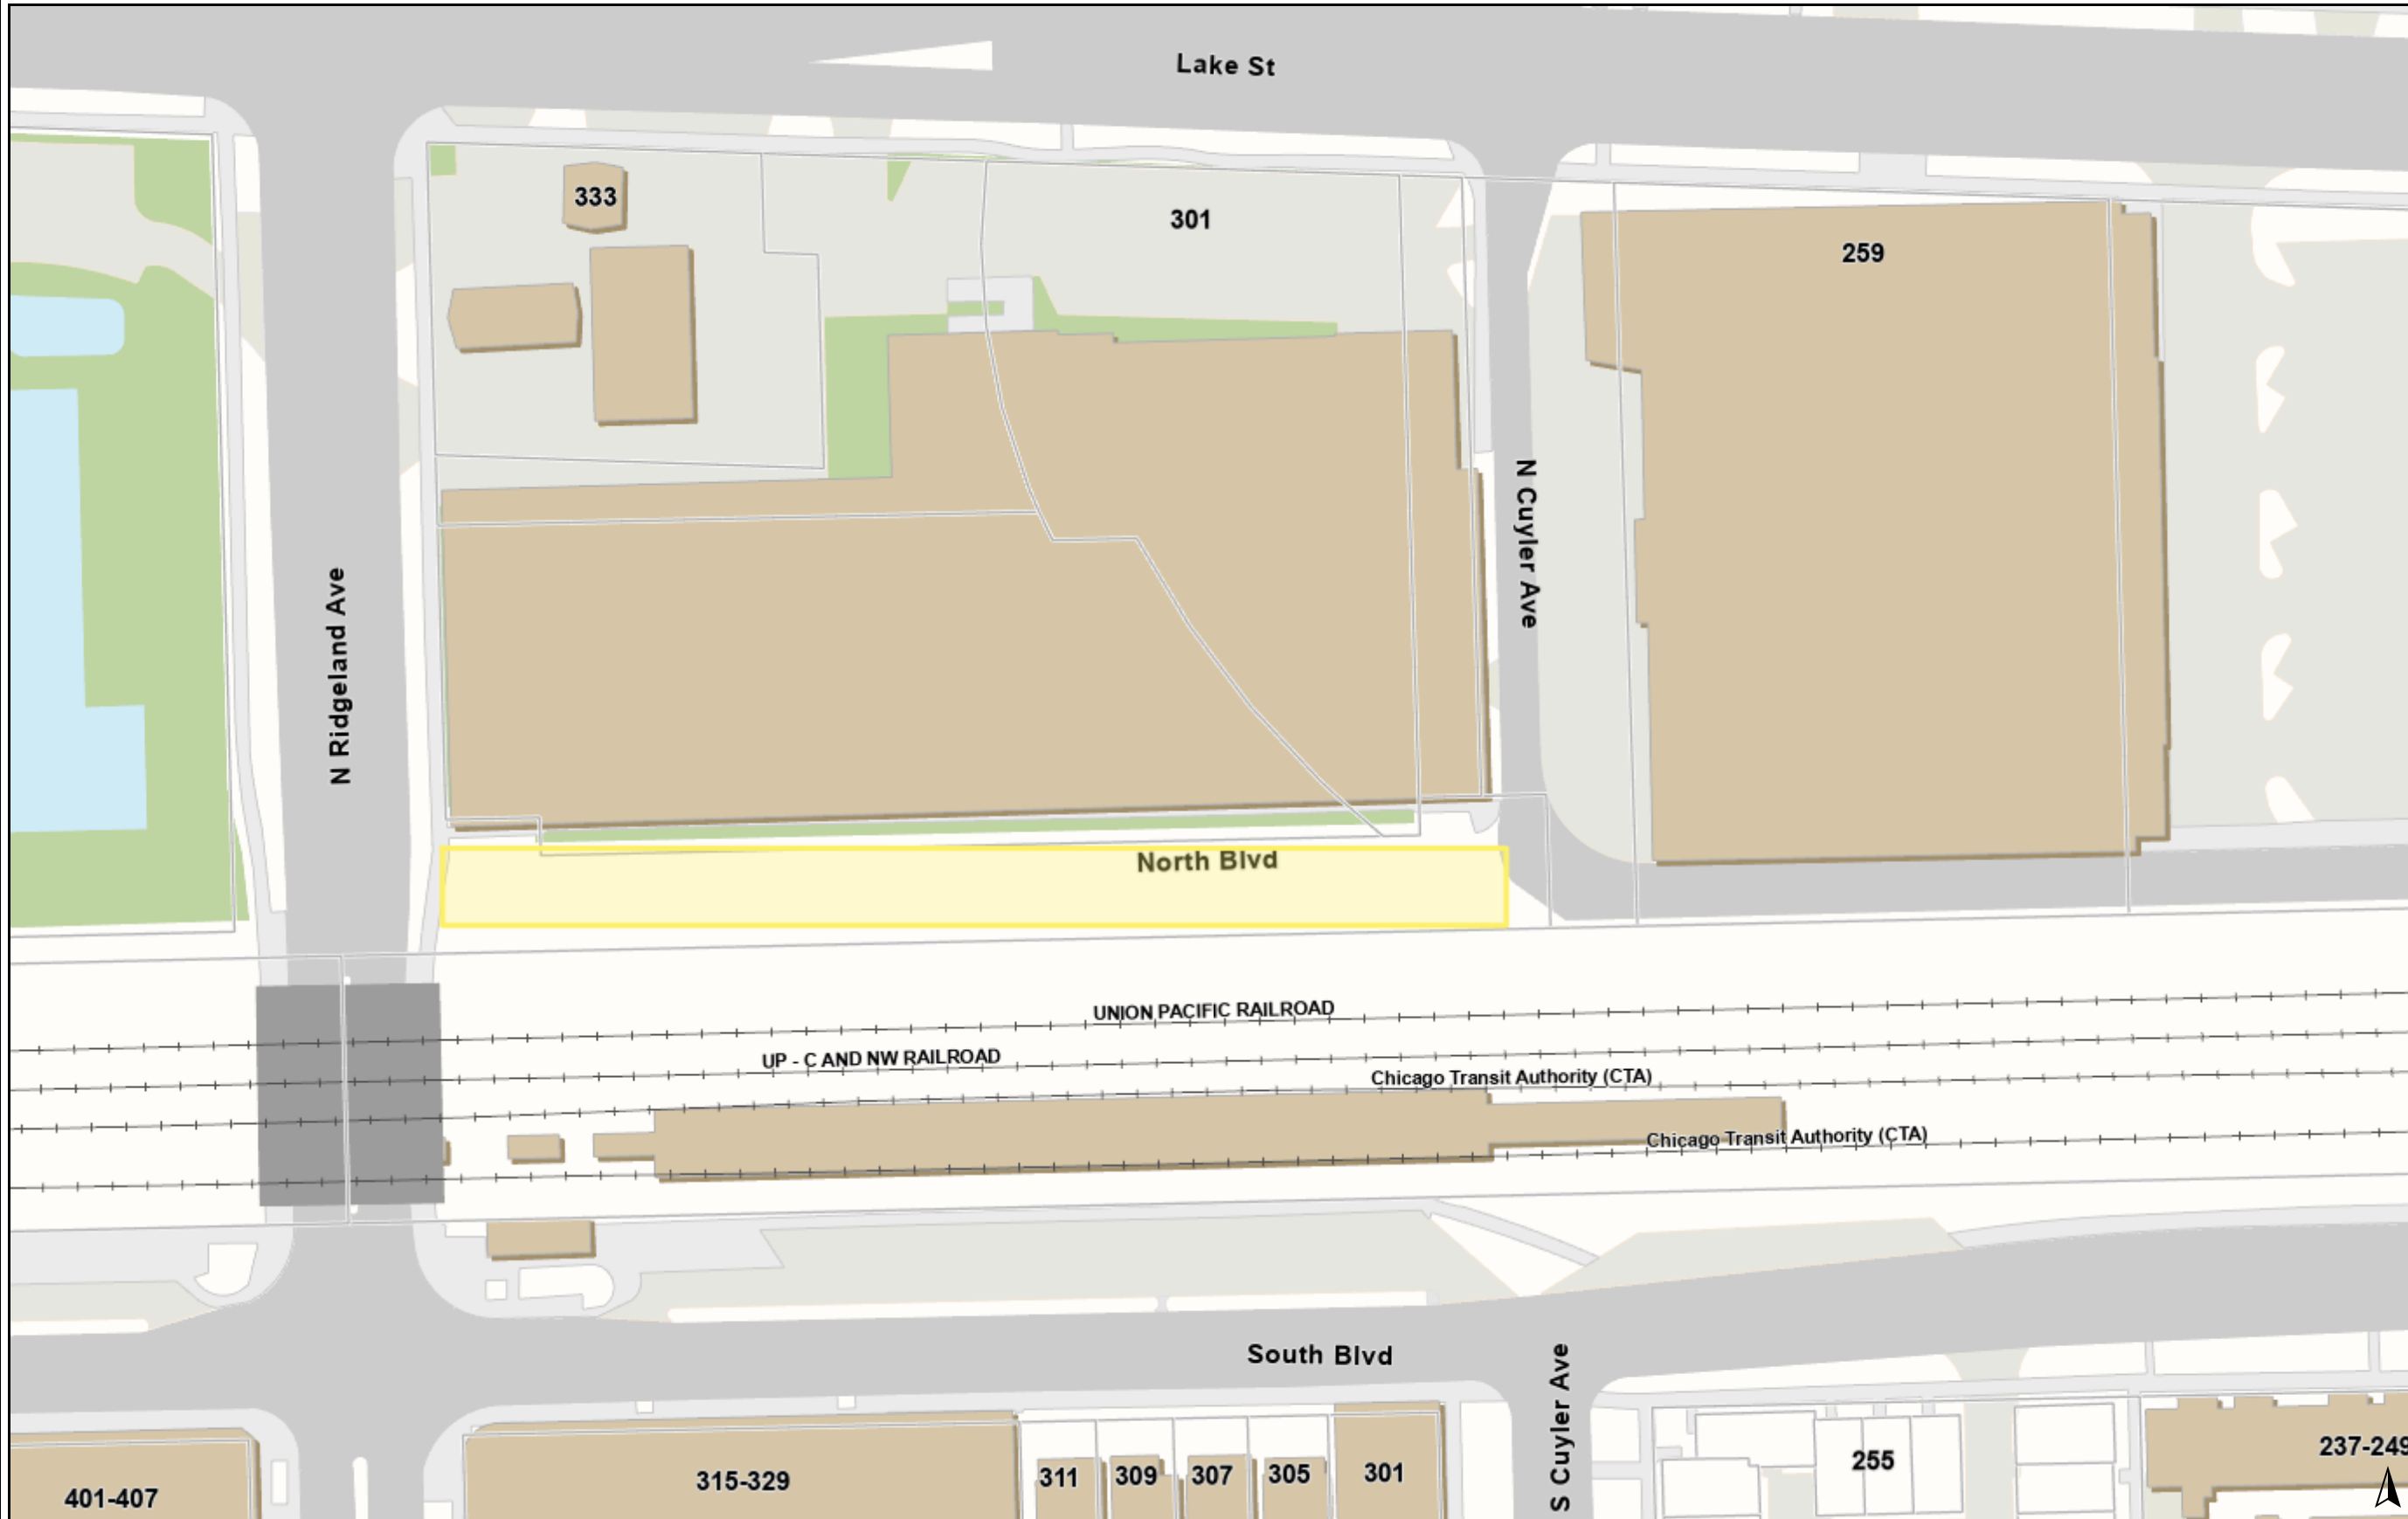 Lake St
333
301
259
N Ridgeland Ave
N Cuyler Ave
North Blvd
UNION PACIFIC RAILROAD
UP - C AND NW RAILROAD
Chicago Transit Authority (CTA)
Chicago Transit Authority (CTA)
South Blvd
S Cuyler Ave
401-407
315-329
311
309
307
305
301
255
237-249